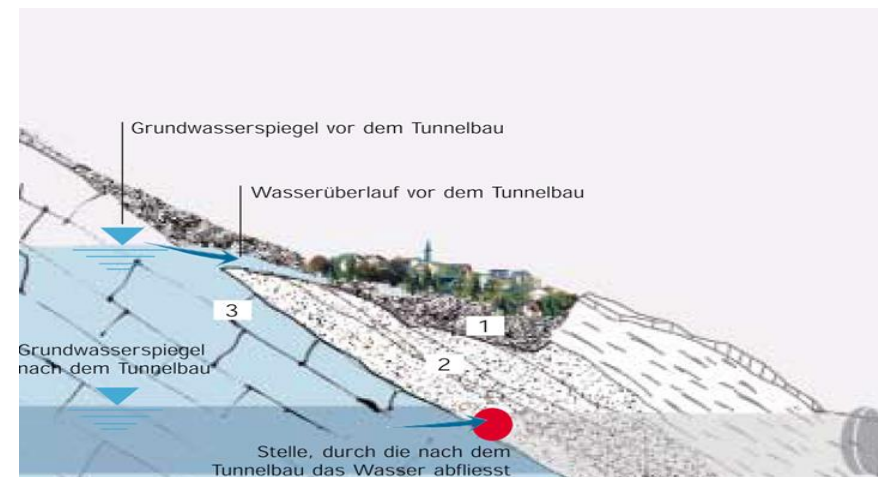 Grundwasserspiegel vor dem Tunnelbau
Wasserüberlauf vor dem Tunnelbau
3
1
2
Grundwasserspiegel
nach dem Tunnelbau
Stelle, durch die nach dem
Tunnelbau das Wasser abfliesst